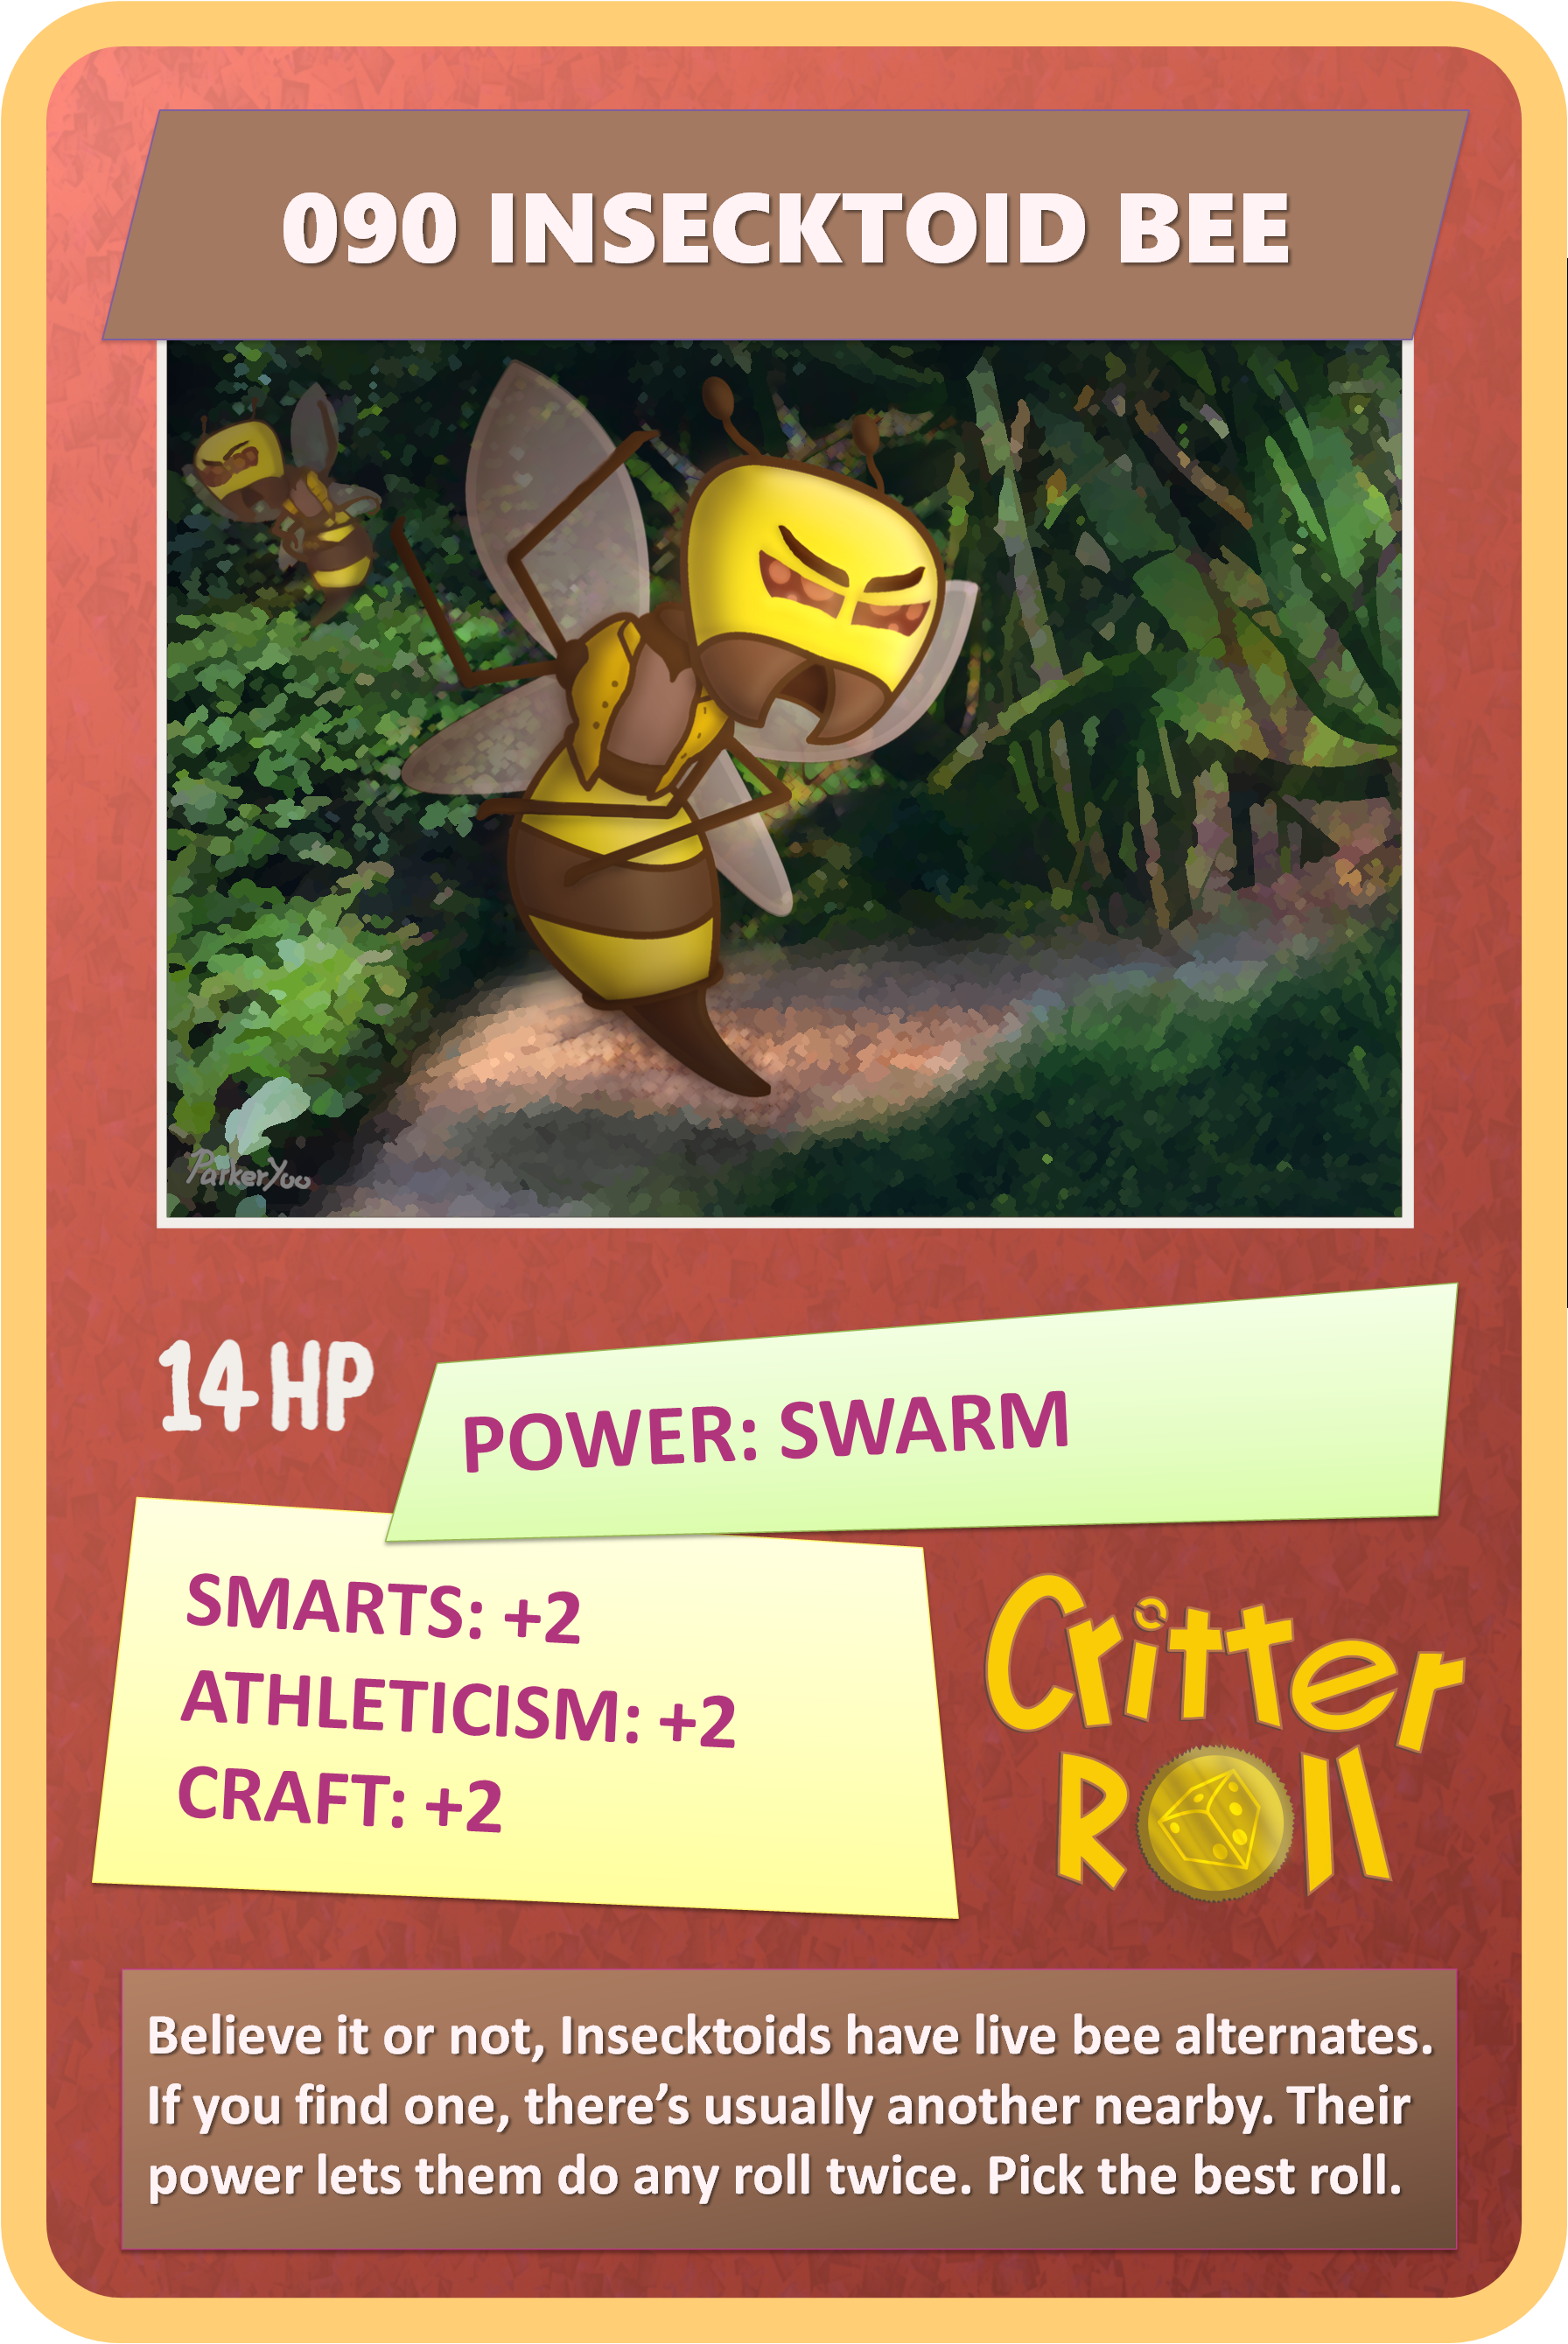 090 INSECKTOID BEE
ParkerYoo
14 HP
POWER: SWARM
SMARTS: +2
ATHLETICISM: +2
CRAFT: +2
Critter
Roll
Believe it or not, Insecktoids have live bee alternates.
If you find one, there’s usually another nearby. Their
power lets them do any roll twice. Pick the best roll.